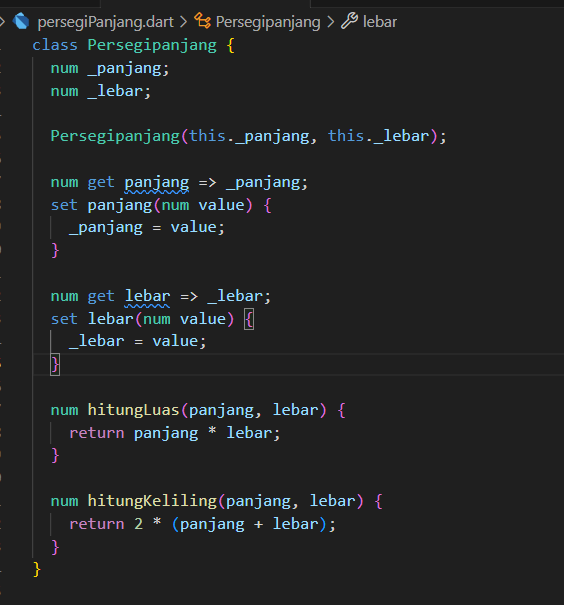 persegiPanjang.dart > Persegipanjang > lebar
class Persegipanjang {
num _panjang;
num _lebar;
Persegipanjang(this._panjang, this._lebar);
num get panjang => _panjang;
set panjang(num value) {
_panjang = value;
}
num get lebar => _lebar;
set lebar(num value) {
_lebar = value;
}
num hitungLuas(panjang, lebar) {
return panjang * lebar;
}
num hitungKeliling(panjang, lebar) {
return 2 * (panjang + lebar);
}
}